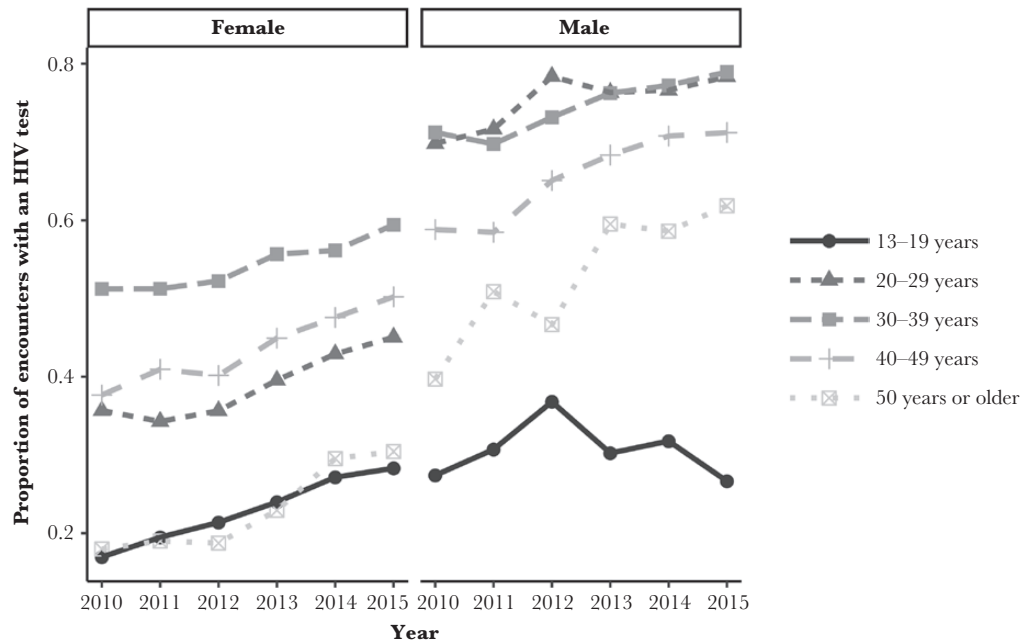 Female
Male
Proportion of encounters with an HIV test
0.8
0.6
0.4
0.2
2010 2011 2012 2013 2014 2015
2010 2011 2012 2013 2014 2015
Year
13–19 years
20–29 years
30–39 years
40–49 years
50 years or older